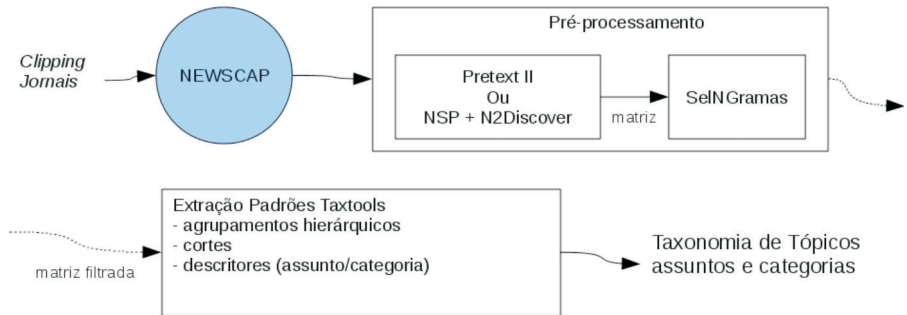 Pré-processamento
Clipping
Jornais
NEWSCAP
Pretext II
Ou
NSP + N2Discover
matriz
SelNGramas
Extração Padrões Taxtools
- agrupamentos hierárquicos
- cortes
- descritores (assunto/categoria)
matriz filtrada
Taxonomia de Tópicos
assuntos e categorias